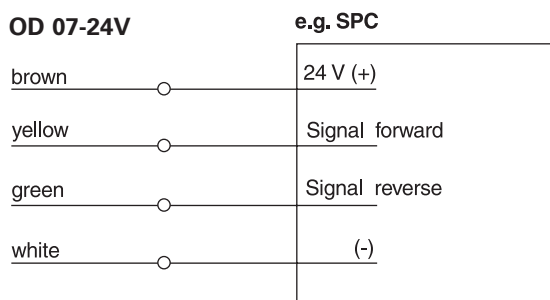 OD 07-24V
e.g. SPC
brown
24 V (+)
yellow
Signal forward
green
Signal reverse
white
(-)